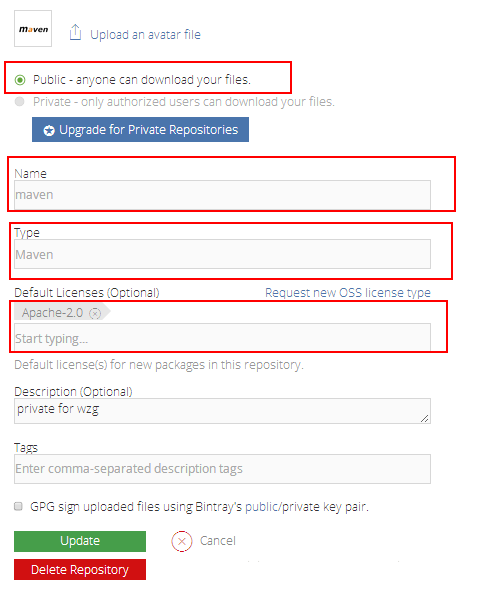 maven
Upload an avatar file
Public - anyone can download your files.
Private - only authorized users can download your files.
Upgrade for Private Repositories
Name
maven
Type
Maven
Default Licenses (Optional) Request new OSS license type
Apache-2.0
Start typing...
Default license(s) for new packages in this repository.
Description (Optional)
private for wzg
Tags
Enter comma-separated description tags
GPG sign uploaded files using Bintray's public/private key pair.
Update Cancel
Delete Repository